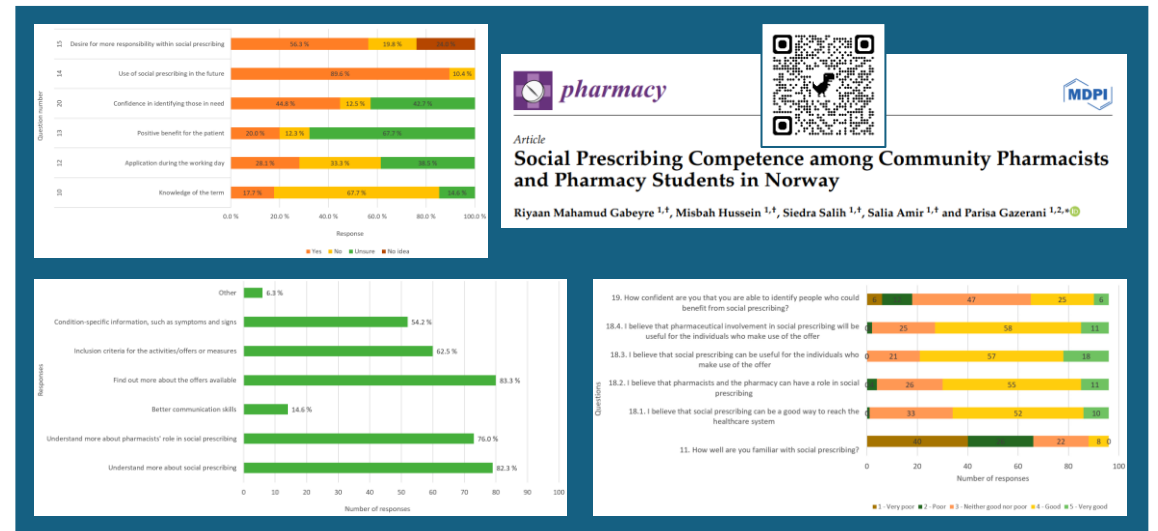 Question number
15 Desire for more responsibility within social prescribing 56.3 % 19.8 % 24.0 %
14 Use of social prescribing in the future 89.6 % 10.4 %
20 Confidence in identifying those in need 44.8 % 12.5 % 42.7 %
13 Positive benefit for the patient 20.0 % 12.3 % 67.7 %
12 Application during the working day 28.1 % 33.3 % 38.5 %
10 Knowledge of the term 17.7 % 67.7 % 14.6 %
0.0 % 20.0 % 40.0 % 60.0 % 80.0 % 100.0 %
Response
Yes No Unsure No idea
pharmacy
MDPI
Article
Social Prescribing Competence among Community Pharmacists
and Pharmacy Students in Norway
Riyaan Mahamud Gabeyre 1,†, Misbah Hussein 1,†, Siedra Salih 1,†, Salia Amir 1,† and Parisa Gazerani 1,2,* iD
Responses
Other 6.3 %
Condition-specific information, such as symptoms and signs 54.2 %
Inclusion criteria for the activities/offers or measures 62.5 %
Find out more about the offers available 83.3 %
Better communication skills 14.6 %
Understand more about pharmacists' role in social prescribing 76.0 %
Understand more about social prescribing 82.3 %
0 10 20 30 40 50 60 70 80 90 100
Number of responses
Questions
19. How confident are you that you are able to identify people who could
benefit from social prescribing?
6 47 25 6
18.4. I believe that pharmaceutical involvement in social prescribing will be
useful for the individuals who make use of the offer
25 58 11
18.3. I believe that social prescribing can be useful for the individuals who
make use of the offer
0 21 57 18
18.2. I believe that pharmacists and the pharmacy can have a role in social
prescribing
26 55 11
18.1. I believe that social prescribing can be a good way to reach the
healthcare system
33 52 10
11. How well are you familiar with social prescribing?
40 22 8 0
0 20 40 60 80 100
Number of responses
1 - Very poor 2 - Poor 3 - Neither good nor poor 4 - Good 5 - Very good